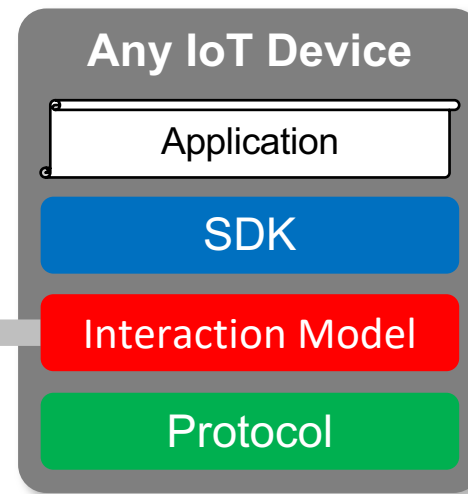 Any IoT Device
Application
SDK
Interaction Model
Protocol